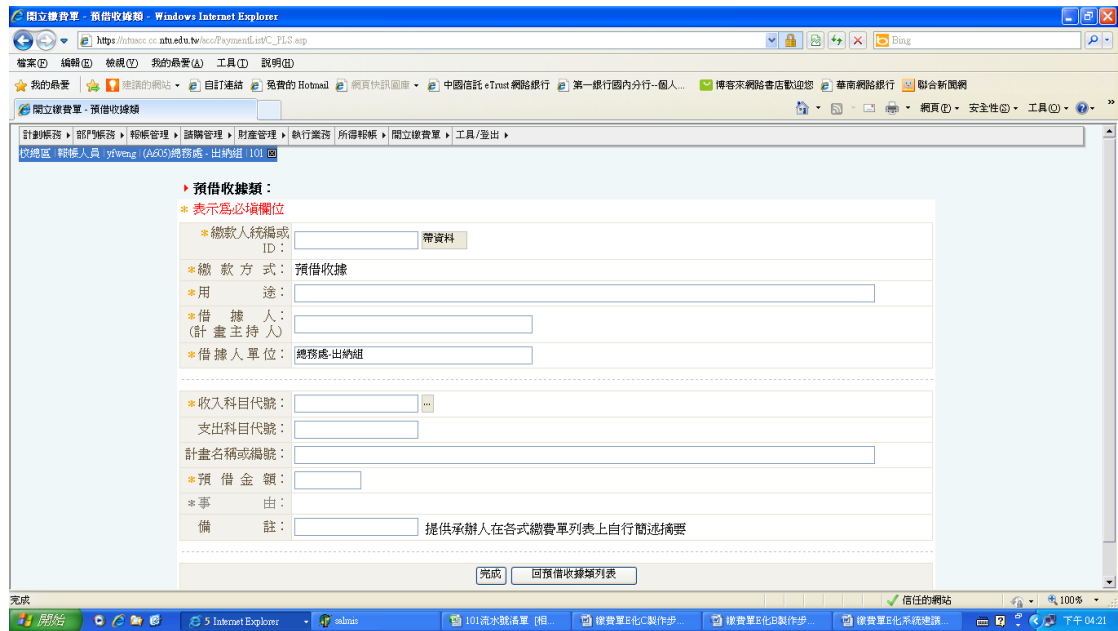 開立繳費單 - 預借收據類 - Windows Internet Explorer
https://ntuacc.cc.ntu.edu.tw/acc/PaymentList/C_PLS.asp
Bing
檔案(F) 編輯(E) 檢視(V) 我的最愛(A) 工具(T) 說明(H)
我的最愛 建議的網站 自訂連結 免費的 Hotmail 網頁快訊圖庫 中國信託 eTrust 網路銀行 第一銀行國內分行--個人... 博客來網路書店歡迎您 華南網路銀行 聯合新聞網
開立繳費單 - 預借收據類 網頁(P) 安全性(S) 工具(O) »
計劃帳務 部門帳務 報帳管理 請購管理 財產管理 執行業務 所得報帳 開立繳費單 工具/登出
校總區 | 報帳人員 | yfweng | (A605)總務處 - 出納組 | 101
預借收據類：
* 表示為必填欄位
*繳款人統編或ID： 帶資料
*繳款方式： 預借收據
*用途：
*借據人：
(計畫主持人)
*借據人單位： 總務處-出納組
*收入科目代號： ...
支出科目代號：
計畫名稱或編號：
*預借金額：
*事由：
備註： 提供承辦人在各式繳費單列表上自行簡述摘要
完成 回預借收據類列表
完成 信任的網站 100%
開始 5 Internet Explorer salmis 101流水號清單 [相... 繳費單E化C製作步... 繳費單E化B製作步... 繳費單E化系統建議... 下午 04:21